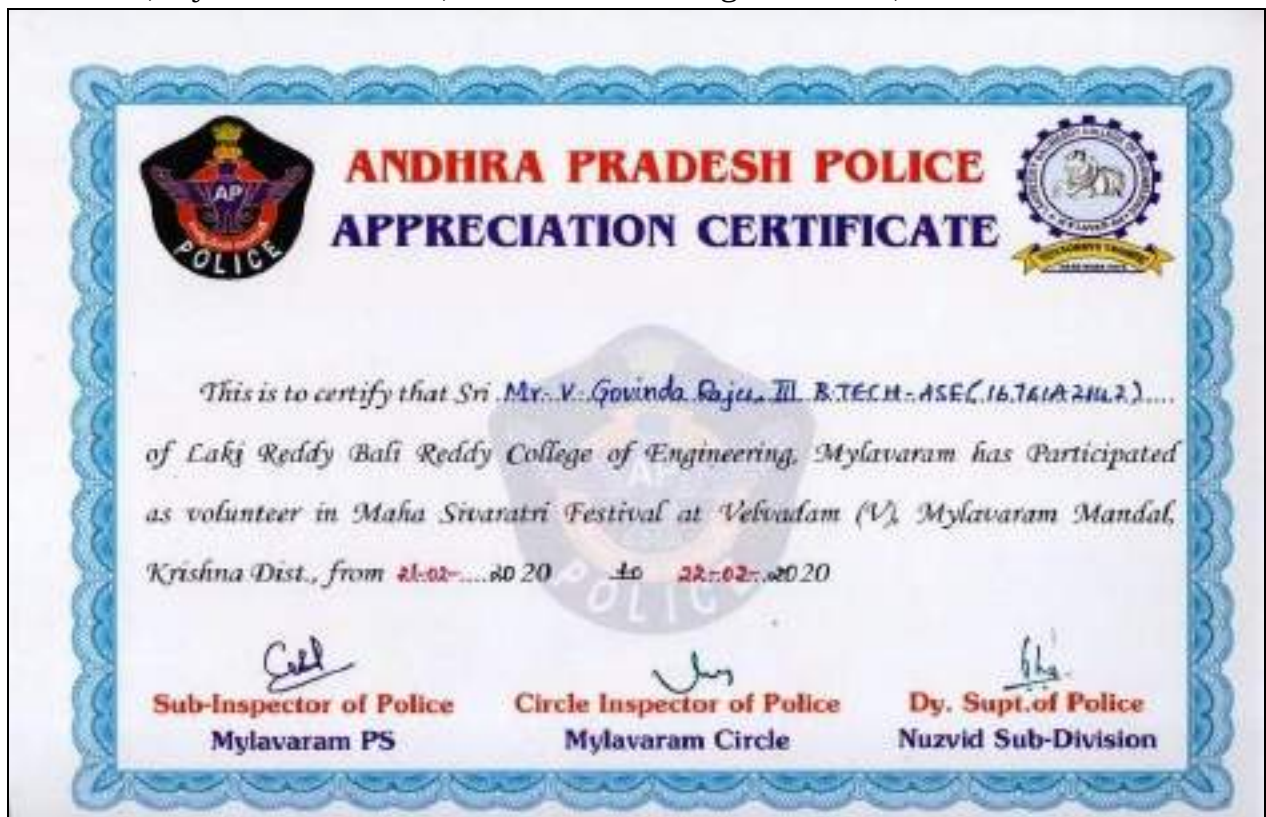 AP
POLICE
ANDHRA PRADESH POLICE
APPRECIATION CERTIFICATE
This is to certify that Sri Mr. V. Govinda Raju, III B.TECH-ASE(
of Laki Reddy Bali Reddy College of Engineering, Mylavaram has Participated
as volunteer in Maha Sivaratri Festival at Velvadam (V), Mylavaram Mandal,
Krishna Dist., from 21-02-....2020 to 22-02-..2020
Sub-Inspector of Police Circle Inspector of Police Dy. Supt.of Police
Mylavaram PS Mylavaram Circle Nuzvid Sub-Division